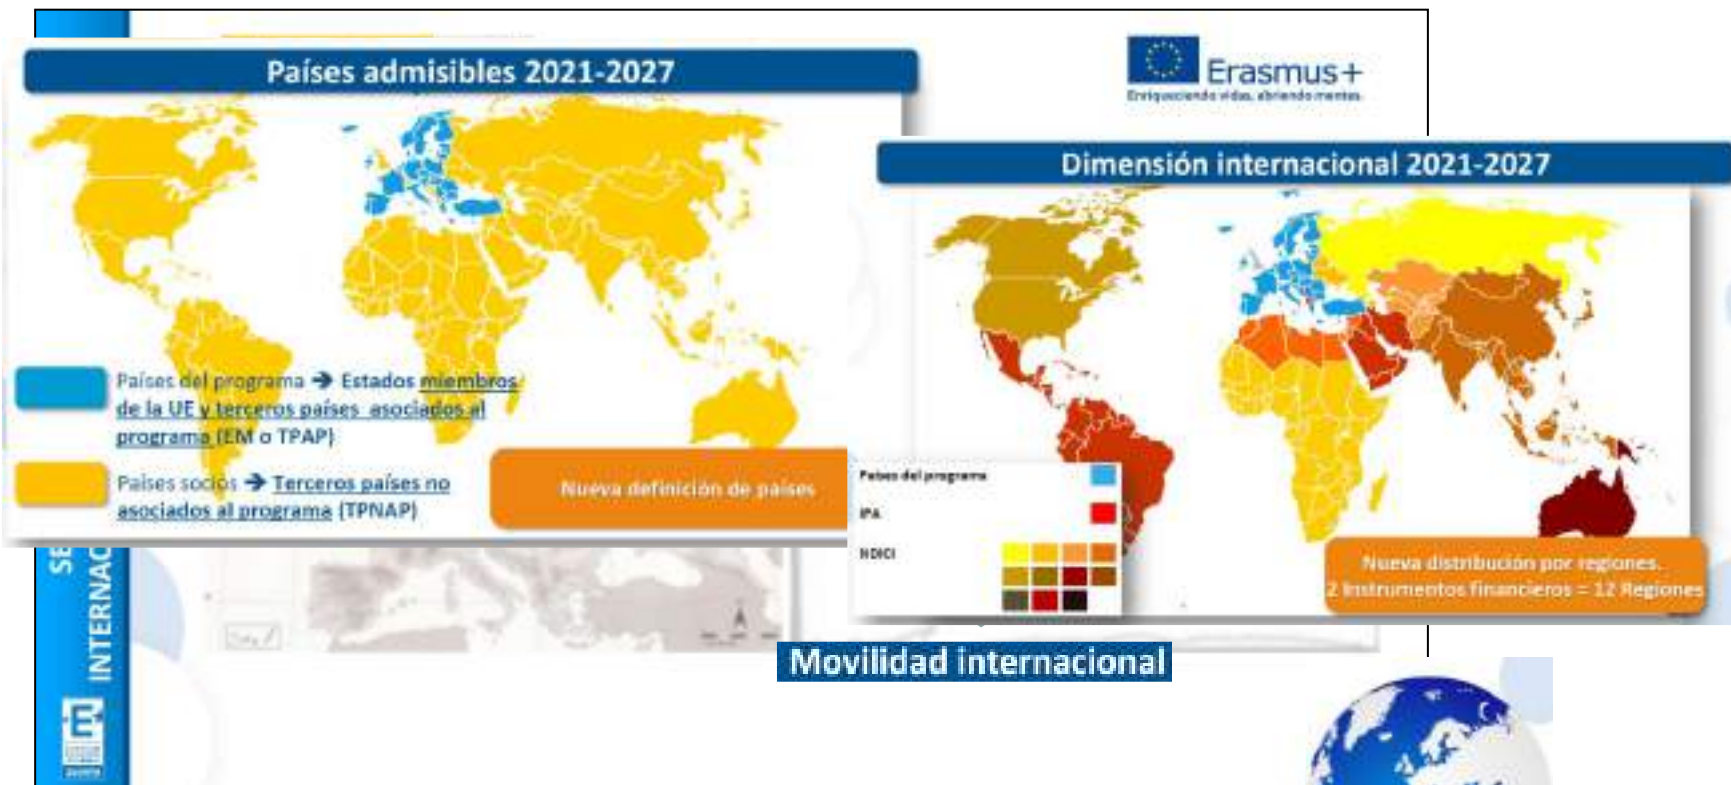 Países admisibles 2021-2027
Países del programa ➔ Estados miembros
de la UE y terceros países asociados al
programa (EM o TPAP)
Países socios ➔ Terceros países no
asociados al programa (TPNAP)
Nueva definición de países
Erasmus+
Enriqueciendo vidas, abriendo mentes.
Dimensión internacional 2021-2027
Países del programa
IPA
NDICI
Nueva distribución por regiones.
2 Instrumentos financieros = 12 Regiones
Movilidad internacional
SE
INTERNAC